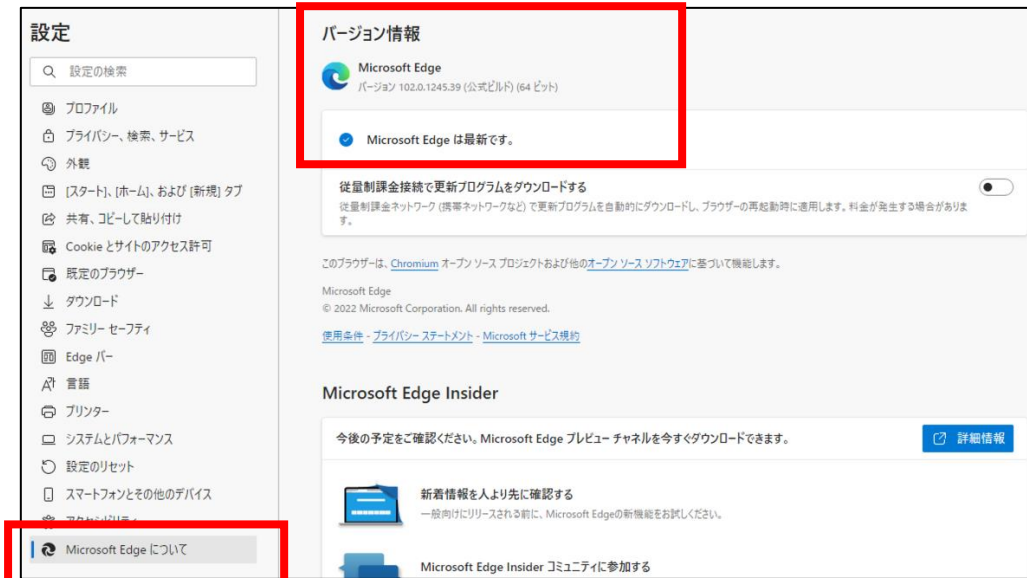 設定
設定の検索
プロファイル
プライバシー、検索、サービス
外観
[スタート]、[ホーム]、および [新規] タブ
共有、コピーして貼り付け
Cookie とサイトのアクセス許可
既定のブラウザー
ダウンロード
ファミリー セーフティ
Edge バー
言語
プリンター
システムとパフォーマンス
設定のリセット
スマートフォンとその他のデバイス
アクセシビリティ
Microsoft Edge について
バージョン情報
Microsoft Edge
バージョン 102.0.1245.39 (公式ビルド) (64 ビット)
Microsoft Edge は最新です。
従量制課金接続で更新プログラムをダウンロードする
従量制課金ネットワーク (携帯ネットワークなど) で更新プログラムを自動的にダウンロードし、ブラウザーの再起動時に適用します。料金が発生する場合がありま
す。
このブラウザーは、Chromium オープン ソース プロジェクトおよび他のオープン ソース ソフトウェアに基づいて機能します。
Microsoft Edge
© 2022 Microsoft Corporation. All rights reserved.
使用条件 - プライバシー ステートメント - Microsoft サービス規約
Microsoft Edge Insider
今後の予定をご確認ください。Microsoft Edge プレビュー チャネルを今すぐダウンロードできます。
詳細情報
新着情報を人より先に確認する
一般向けにリリースされる前に、Microsoft Edgeの新機能をお試しください。
Microsoft Edge Insider コミュニティに参加する